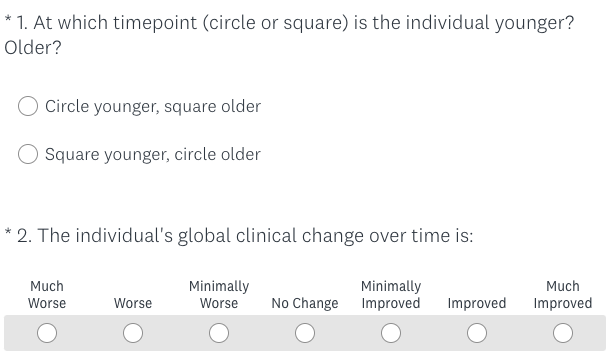 * 1. At which timepoint (circle or square) is the individual younger?
Older?
Circle younger, square older
Square younger, circle older
* 2. The individual's global clinical change over time is:
Much Worse
Worse
Minimally Worse
No Change
Minimally Improved
Improved
Much Improved